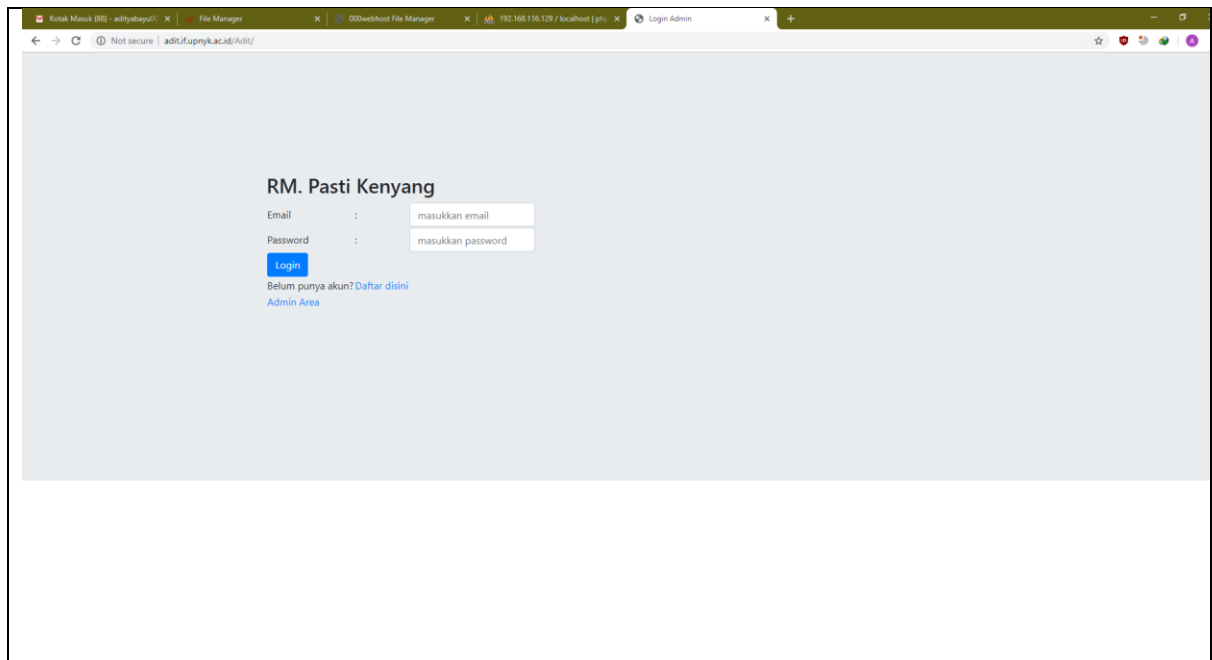 Kotak Masuk (88) - adityabayu0
File Manager
000webhost File Manager
192.168.116.129 / localhost | php
Login Admin
Not secure | adit.if.upnyk.ac.id/Adit/
A
RM. Pasti Kenyang
Email : masukkan email
Password : masukkan password
Login
Belum punya akun? Daftar disini
Admin Area